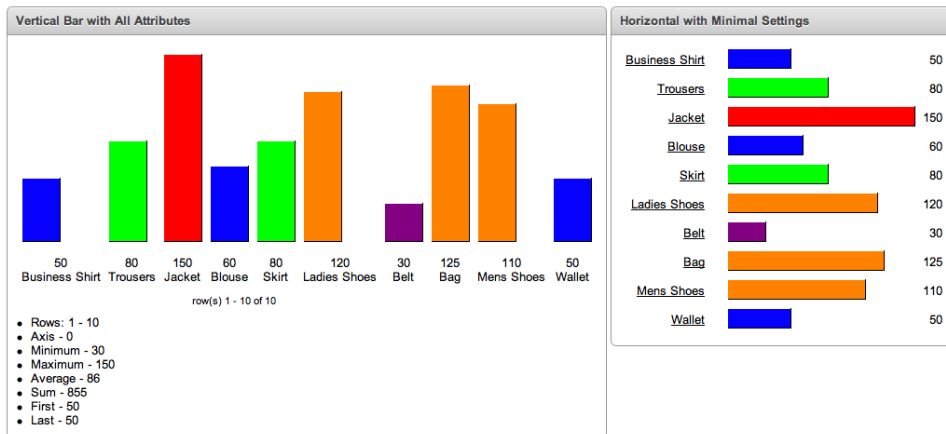 Vertical Bar with All Attributes
50 80 150 60 80 120 30 125 110 50
Business Shirt Trousers Jacket Blouse Skirt Ladies Shoes Belt Bag Mens Shoes Wallet
row(s) 1 - 10 of 10
• Rows: 1 - 10
• Axis - 0
• Minimum - 30
• Maximum - 150
• Average - 86
• Sum - 855
• First - 50
• Last - 50
Horizontal with Minimal Settings
Business Shirt 50
Trousers 80
Jacket 150
Blouse 60
Skirt 80
Ladies Shoes 120
Belt 30
Bag 125
Mens Shoes 110
Wallet 50